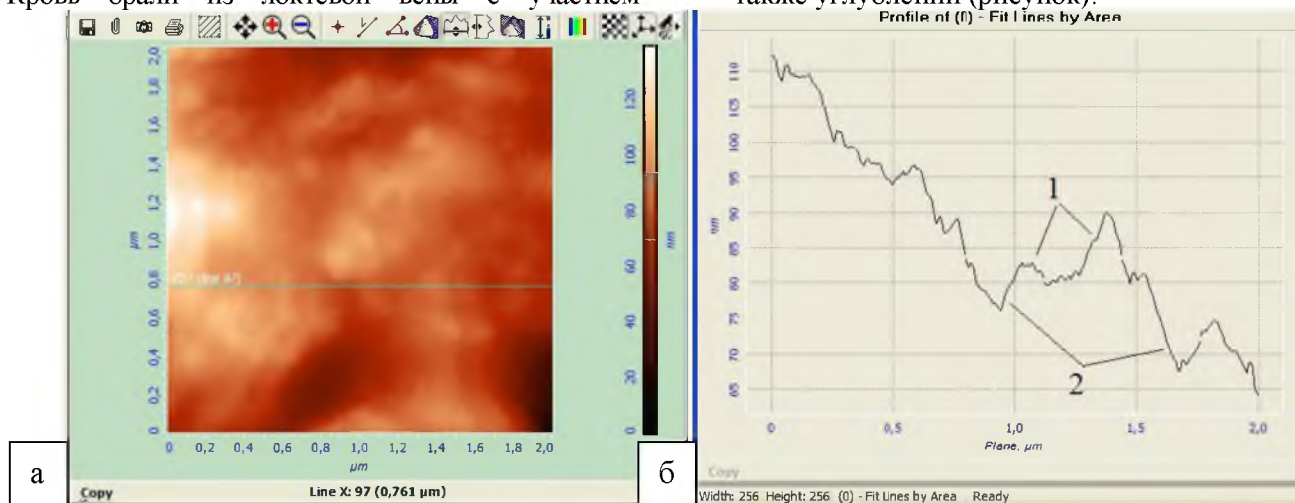 Кровь брали из локтевой вены с участием
также углублений (рисунок).
2,0
1,8
1,6
1,4
1,2
1,0
0,8
0,6
0,4
0,2
0
µm
0 0,2 0,4 0,6 0,8 1,0 1,2 1,4 1,6 1,8 2,0
µm
120
100
80
60
40
20
0
nm
а
Copy
Line X: 97 (0,761 µm)
Profile of (0) - Fit Lines by Area
110
105
100
95
90
85
80
75
70
65
nm
1
2
0 0,5 1,0 1,5 2,0
Plane, µm
б
Copy
Width: 256 Height: 256 (0) - Fit Lines by Area Ready